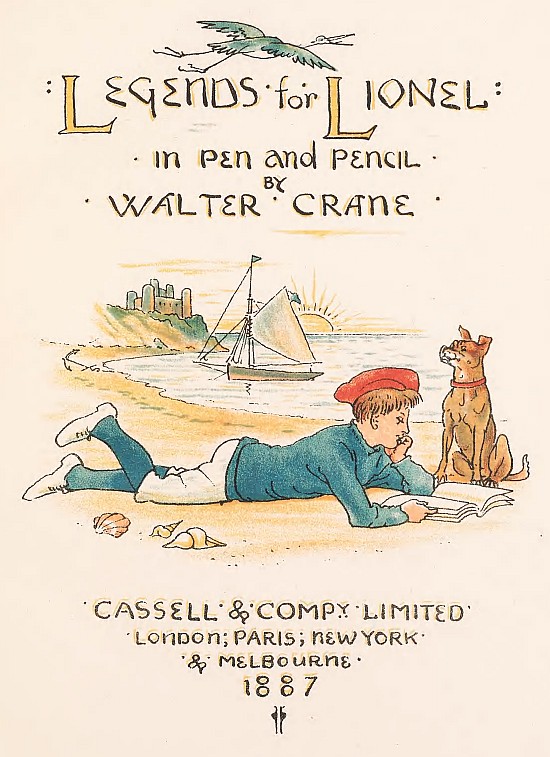 : LEGENDS · for LIONEL :
· in PEN and PENCIL ·
BY
· WALTER · CRANE ·
· CASSELL · & · COMPY · LIMITED ·
· LONDON; PARIS; NEW YORK ·
· & MELBOURNE ·
1887